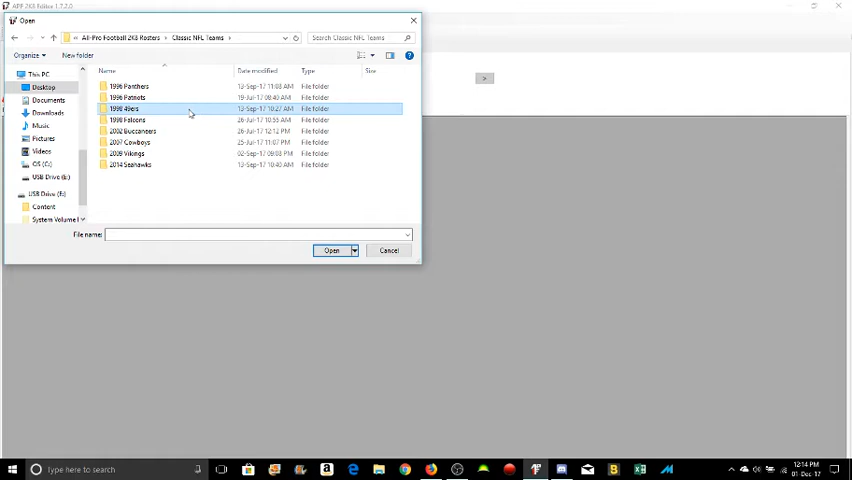 APF 2K8 Editor 1.7.2.0
Open
« All-Pro Football 2K8 Rosters › Classic NFL Teams ›
Search Classic NFL Teams
Organize
New folder
Name
Date modified
Type
Size
This PC
Desktop
Documents
Downloads
Music
Pictures
Videos
OS (C:)
USB Drive (E:)
USB Drive (E:)
Content
System Volume I
1996 Panthers 13-Sep-17 11:08 AM File folder
1996 Patriots 19-Jul-17 08:40 AM File folder
1998 49ers 13-Sep-17 10:27 AM File folder
1998 Falcons 26-Jul-17 10:55 AM File folder
2002 Buccaneers 26-Jul-17 12:12 PM File folder
2007 Cowboys 25-Jul-17 11:07 PM File folder
2009 Vikings 02-Sep-17 09:08 PM File folder
2014 Seahawks 13-Sep-17 10:40 AM File folder
File name:
Open
Cancel
>
Type here to search
12:14 PM
01-Dec-17